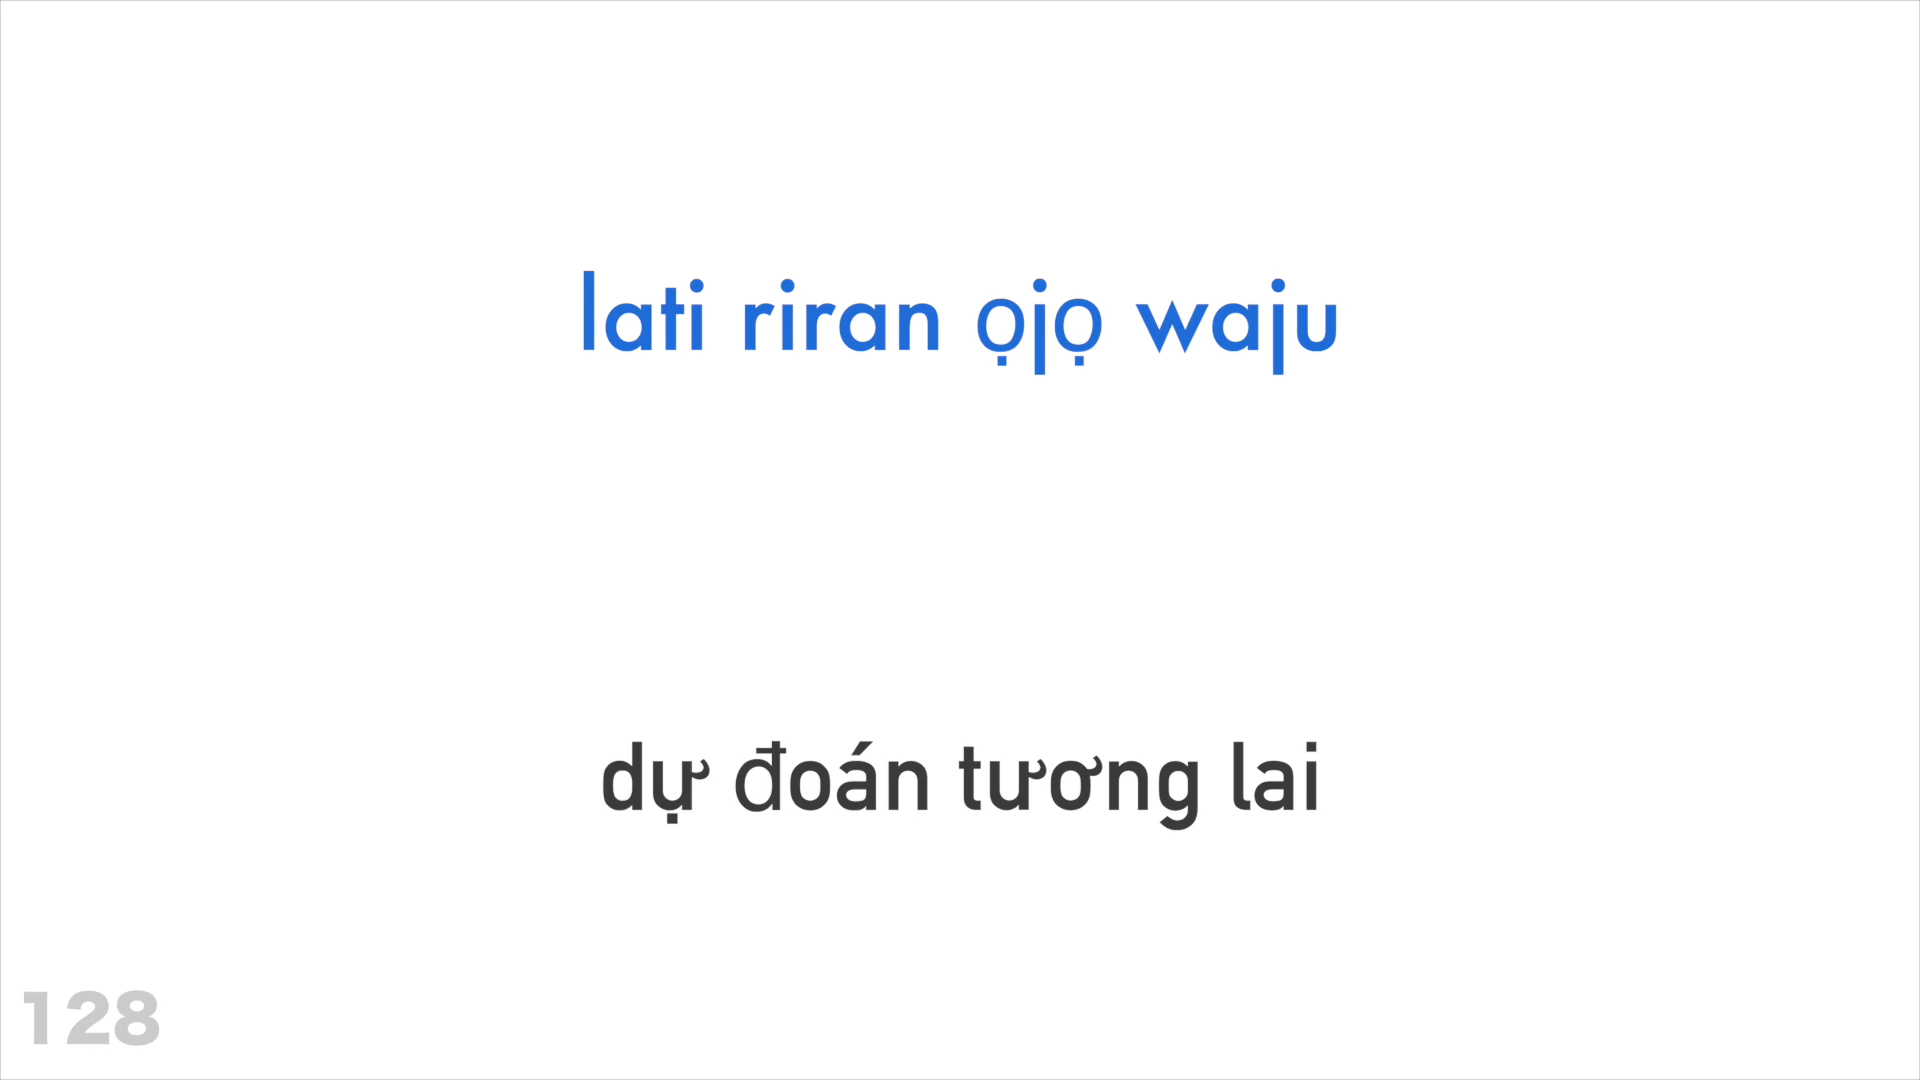 lati riran ọjọ waju
dự đoán tương lai
128